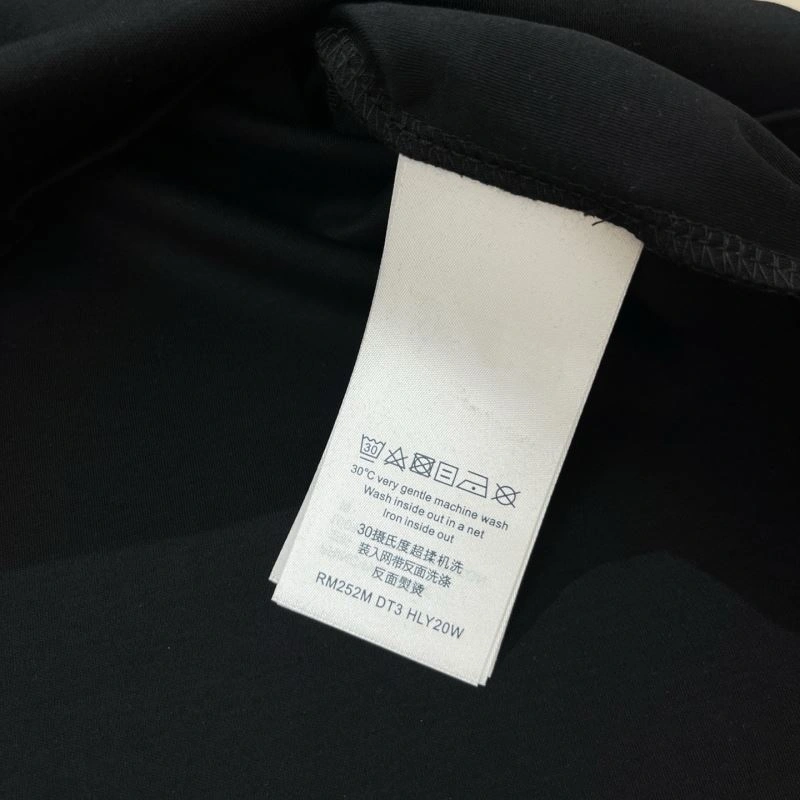 30
30°C very gentle machine wash
Wash inside out in a net
Iron inside out
30摄氏度超揉机洗
装入网带反面洗涤
反面熨烫
RM252M DT3 HLY20W